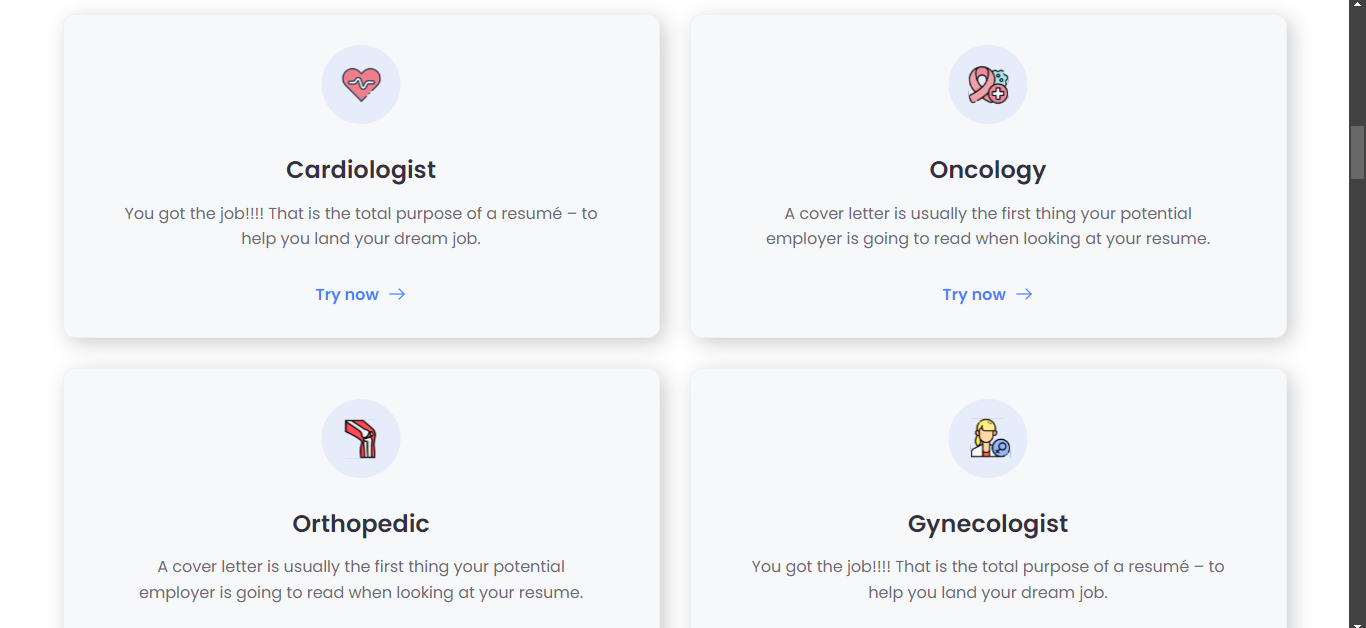 Cardiologist
You got the job!!!! That is the total purpose of a resumé – to
help you land your dream job.
Try now
Oncology
A cover letter is usually the first thing your potential
employer is going to read when looking at your resume.
Try now
Orthopedic
A cover letter is usually the first thing your potential
employer is going to read when looking at your resume.
Gynecologist
You got the job!!!! That is the total purpose of a resumé – to
help you land your dream job.